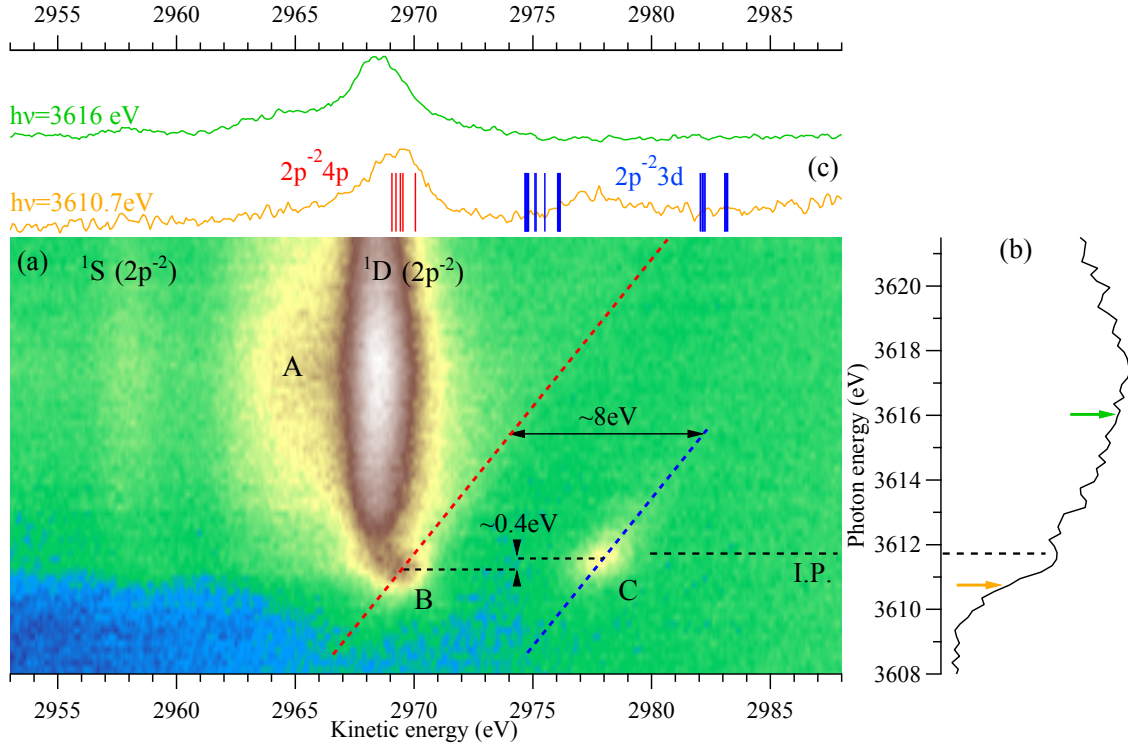 2955 2960 2965 2970 2975 2980 2985
hν=3616 eV
2p⁻²4p 2p⁻²3d (c)
hν=3610.7eV
(a) ¹S (2p⁻²) ¹D (2p⁻²) (b)
3620
3618
A
3616
~8eV
3614
~0.4eV
3612
I.P.
B C
3610
3608
Photon energy (eV)
2955 2960 2965 2970 2975 2980 2985
Kinetic energy (eV)